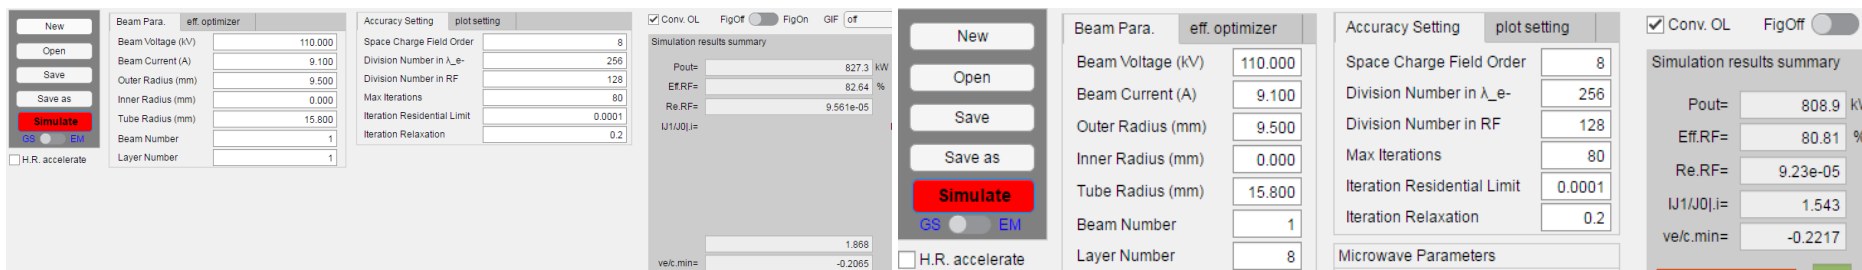 New
Open
Save
Save as
Simulate
GS EM
H.R. accelerate
Beam Para. eff. optimizer
Beam Voltage (kV) 110.000
Beam Current (A) 9.100
Outer Radius (mm) 9.500
Inner Radius (mm) 0.000
Tube Radius (mm) 15.800
Beam Number 1
Layer Number 1
Accuracy Setting plot setting
Space Charge Field Order 8
Division Number in λ_e- 256
Division Number in RF 128
Max Iterations 80
Iteration Residential Limit 0.0001
Iteration Relaxation 0.2
Conv. OL FigOff FigOn GIF off
Simulation results summary
Pout= 827.3 kW
Eff.RF= 82.64 %
Re.RF= 9.561e-05
IJ1/J0|.i=
1.868
ve/c.min= -0.2065
New
Open
Save
Save as
Simulate
GS EM
H.R. accelerate
Beam Para. eff. optimizer
Beam Voltage (kV) 110.000
Beam Current (A) 9.100
Outer Radius (mm) 9.500
Inner Radius (mm) 0.000
Tube Radius (mm) 15.800
Beam Number 1
Layer Number 8
Accuracy Setting plot setting
Space Charge Field Order 8
Division Number in λ_e- 256
Division Number in RF 128
Max Iterations 80
Iteration Residential Limit 0.0001
Iteration Relaxation 0.2
Microwave Parameters
Conv. OL FigOff
Simulation results summary
Pout= 808.9
Eff.RF= 80.81 %
Re.RF= 9.23e-05
IJ1/J0|.i= 1.543
ve/c.min= -0.2217